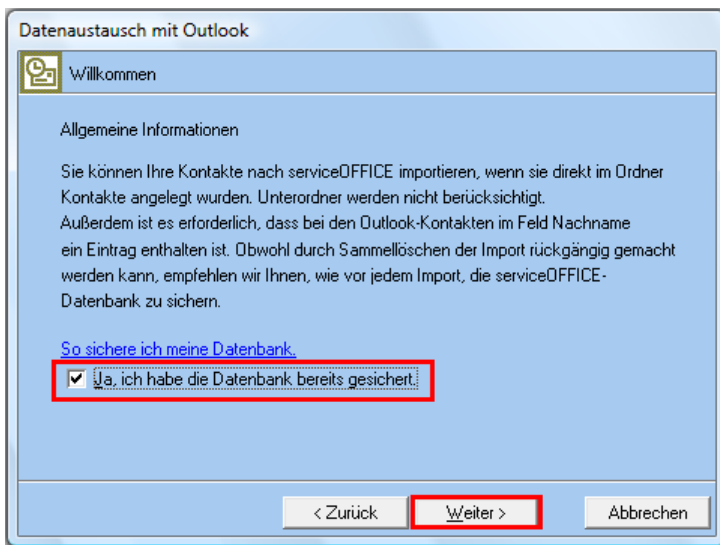 Datenaustausch mit Outlook
Willkommen
Allgemeine Informationen
Sie können Ihre Kontakte nach serviceOFFICE importieren, wenn sie direkt im Ordner
Kontakte angelegt wurden. Unterordner werden nicht berücksichtigt.
Außerdem ist es erforderlich, dass bei den Outlook-Kontakten im Feld Nachname
ein Eintrag enthalten ist. Obwohl durch Sammellöschen der Import rückgängig gemacht
werden kann, empfehlen wir Ihnen, wie vor jedem Import, die serviceOFFICE-
Datenbank zu sichern.
So sichere ich meine Datenbank.
Ja, ich habe die Datenbank bereits gesichert.
< Zurück Weiter > Abbrechen